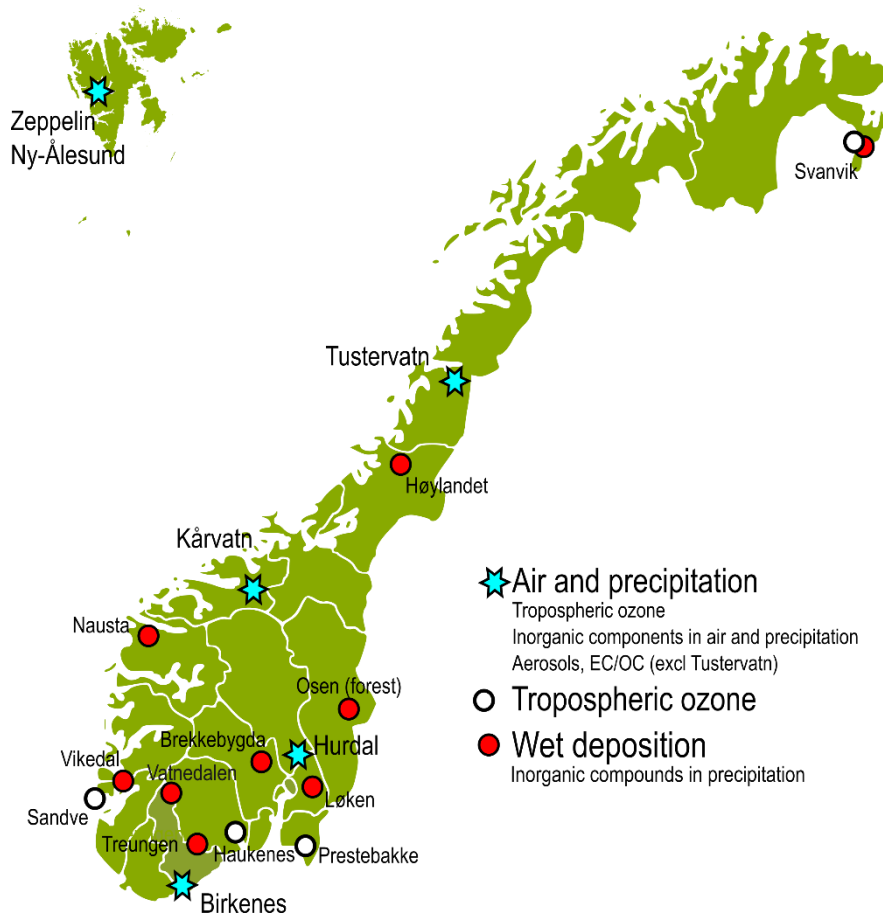 Zeppelin
Ny-Ålesund
Svanvik
Tustervatn
Høylandet
Kårvatn
Nausta
Osen (forest)
Brekkebygda
Hurdal
Vikedal
Vatnedalen
Løken
Sandve
Treungen
Haukenes
Prestebakke
Birkenes
Air and precipitation
Tropospheric ozone
Inorganic components in air and precipitation
Aerosols, EC/OC (excl Tustervatn)
Tropospheric ozone
Wet deposition
Inorganic compounds in precipitation